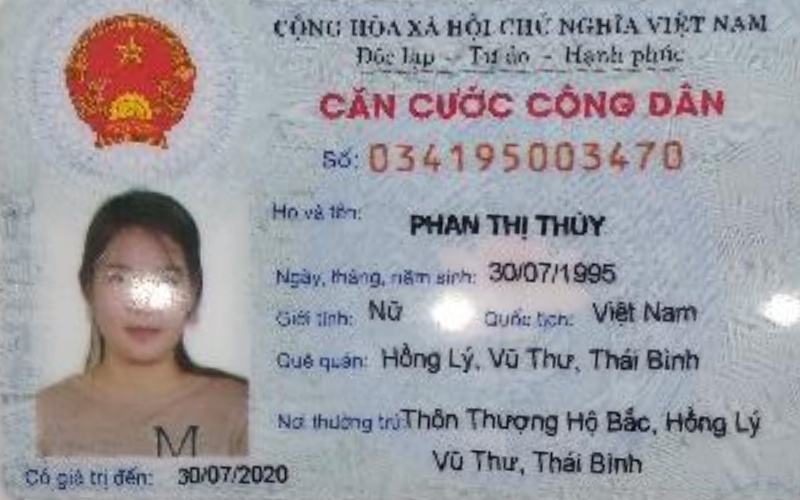 CỘNG HÒA XÃ HỘI CHỦ NGHĨA VIỆT NAM
Độc lập - Tự do - Hạnh phúc
CĂN CƯỚC CÔNG DÂN
Số: 034195003470
Họ và tên: PHAN THỊ THÙY
Ngày, tháng, năm sinh: 30/07/1995
Giới tính: Nữ Quốc tịch: Việt Nam
Quê quán: Hồng Lý, Vũ Thư, Thái Bình
Nơi thường trú: Thôn Thượng Hộ Bắc, Hồng Lý
Vũ Thư, Thái Bình
M
Có giá trị đến: 30/07/2020